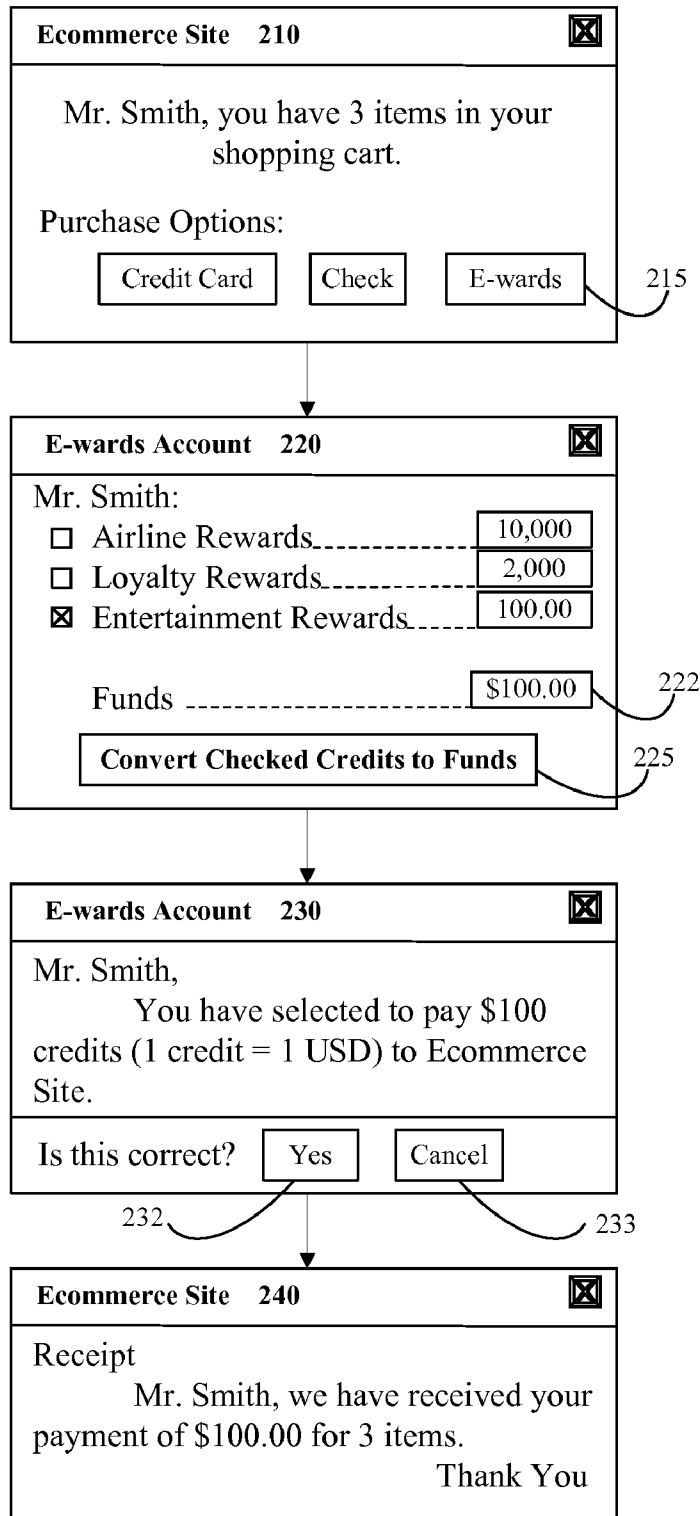 Ecommerce Site 210
Mr. Smith, you have 3 items in your
shopping cart.
Purchase Options:
Credit Card Check E-wards 215
E-wards Account 220
Mr. Smith:
Airline Rewards 10,000
Loyalty Rewards 2,000
Entertainment Rewards 100.00
Funds $100.00 222
Convert Checked Credits to Funds 225
E-wards Account 230
Mr. Smith,
You have selected to pay $100
credits (1 credit = 1 USD) to Ecommerce
Site.
Is this correct? Yes Cancel
232 233
Ecommerce Site 240
Receipt
Mr. Smith, we have received your
payment of $100.00 for 3 items.
Thank You